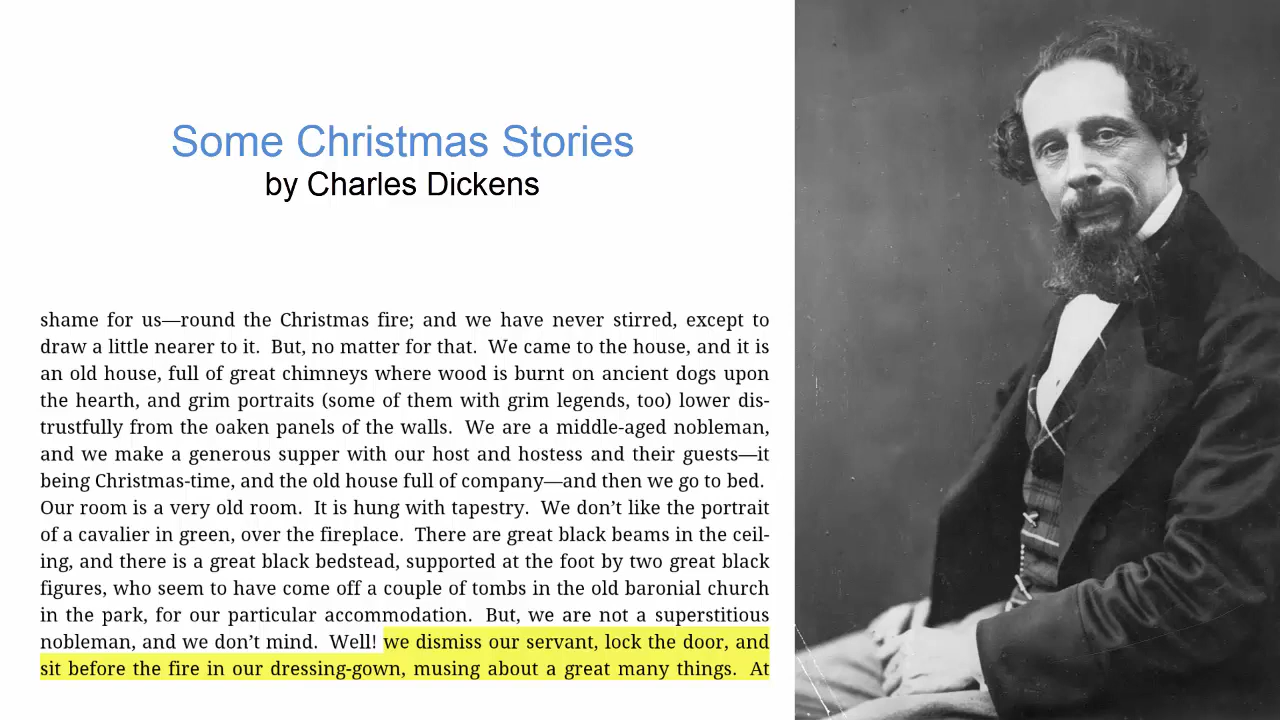 Some Christmas Stories
by Charles Dickens
shame for us—round the Christmas fire; and we have never stirred, except to
draw a little nearer to it.  But, no matter for that.  We came to the house, and it is
an old house, full of great chimneys where wood is burnt on ancient dogs upon
the hearth, and grim portraits (some of them with grim legends, too) lower dis-
trustfully from the oaken panels of the walls.  We are a middle-aged nobleman,
and we make a generous supper with our host and hostess and their guests—it
being Christmas-time, and the old house full of company—and then we go to bed.
Our room is a very old room.  It is hung with tapestry.  We don’t like the portrait
of a cavalier in green, over the fireplace.  There are great black beams in the ceil-
ing, and there is a great black bedstead, supported at the foot by two great black
figures, who seem to have come off a couple of tombs in the old baronial church
in the park, for our particular accommodation.  But, we are not a superstitious
nobleman, and we don’t mind.  Well! we dismiss our servant, lock the door, and
sit before the fire in our dressing-gown, musing about a great many things.  At